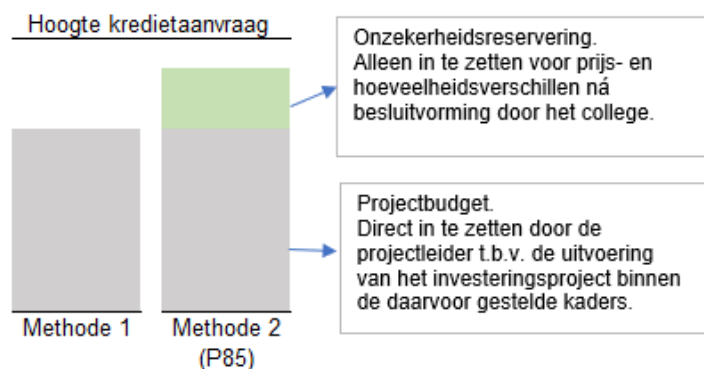 Hoogte kredietaanvraag
Onzekerheidsreservering.
Alleen in te zetten voor prijs- en
hoeveelheidsverschillen ná
besluitvorming door het college.
Projectbudget.
Direct in te zetten door de
projectleider t.b.v. de uitvoering
van het investeringsproject binnen
de daarvoor gestelde kaders.
Methode 1
Methode 2
(P85)